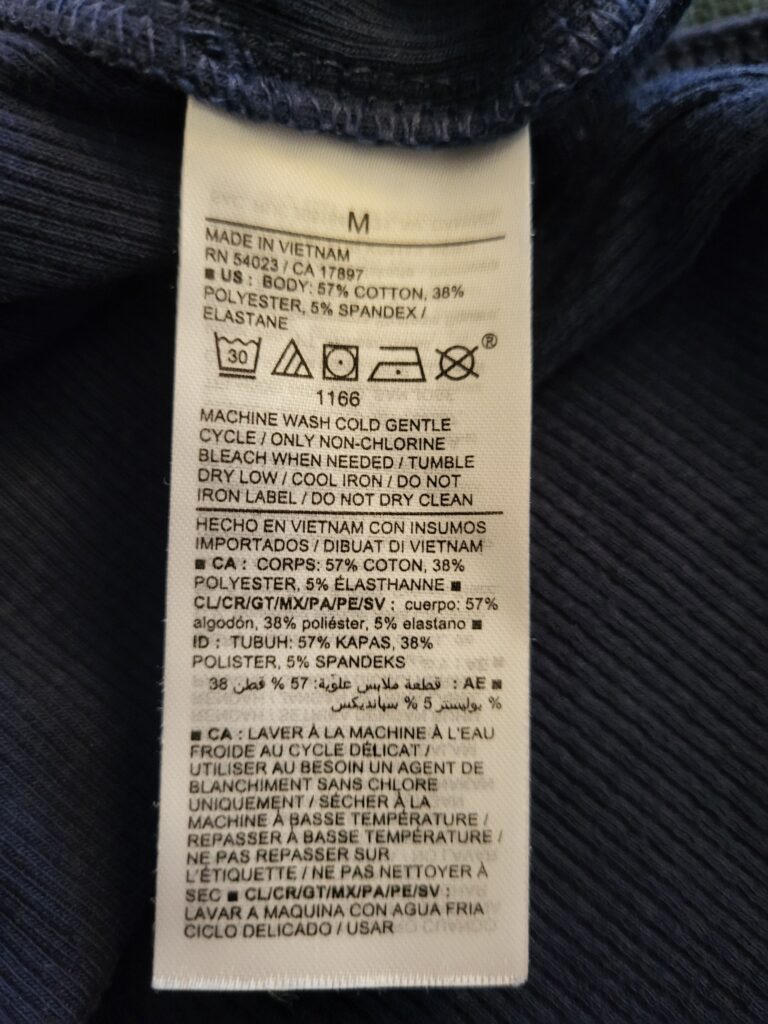 M
MADE IN VIETNAM
RN 54023 / CA 17897
■ US : BODY: 57% COTTON, 38%
POLYESTER, 5% SPANDEX /
ELASTANE
30 ®
1166
MACHINE WASH COLD GENTLE
CYCLE / ONLY NON-CHLORINE
BLEACH WHEN NEEDED / TUMBLE
DRY LOW / COOL IRON / DO NOT
IRON LABEL / DO NOT DRY CLEAN
HECHO EN VIETNAM CON INSUMOS
IMPORTADOS / DIBUAT DI VIETNAM
■ CA : CORPS: 57% COTON, 38%
POLYESTER, 5% ÉLASTHANNE ■
CL/CR/GT/MX/PA/PE/SV : cuerpo: 57%
algodón, 38% poliéster, 5% elastano ■
ID : TUBUH: 57% KAPAS, 38%
POLISTER, 5% SPANDEKS
■ AE : قطعة ملابس علوية: 57 % قطن 38
% بوليستر 5 % سپانديكس
■ CA : LAVER À LA MACHINE À L'EAU
FROIDE AU CYCLE DÉLICAT /
UTILISER AU BESOIN UN AGENT DE
BLANCHIMENT SANS CHLORE
UNIQUEMENT / SÉCHER À LA
MACHINE À BASSE TEMPÉRATURE /
REPASSER À BASSE TEMPÉRATURE /
NE PAS REPASSER SUR
L'ÉTIQUETTE / NE PAS NETTOYER À
SEC ■ CL/CR/GT/MX/PA/PE/SV :
LAVAR A MAQUINA CON AGUA FRIA
CICLO DELICADO / USAR